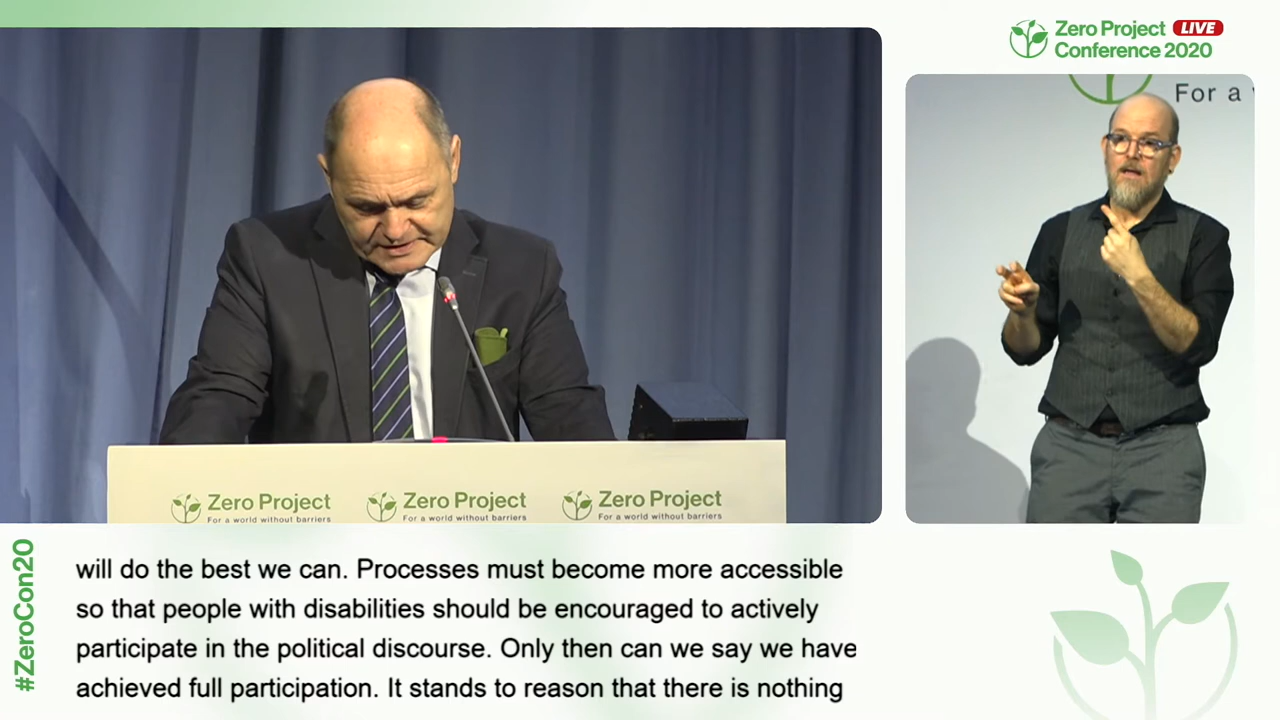 Zero Project LIVE
Conference 2020
For a
Zero Project
For a world without barriers
Zero Project
For a world without barriers
Zero Project
For a world without barriers
#ZeroCon20
will do the best we can. Processes must become more accessible
so that people with disabilities should be encouraged to actively
participate in the political discourse. Only then can we say we have
achieved full participation. It stands to reason that there is nothing